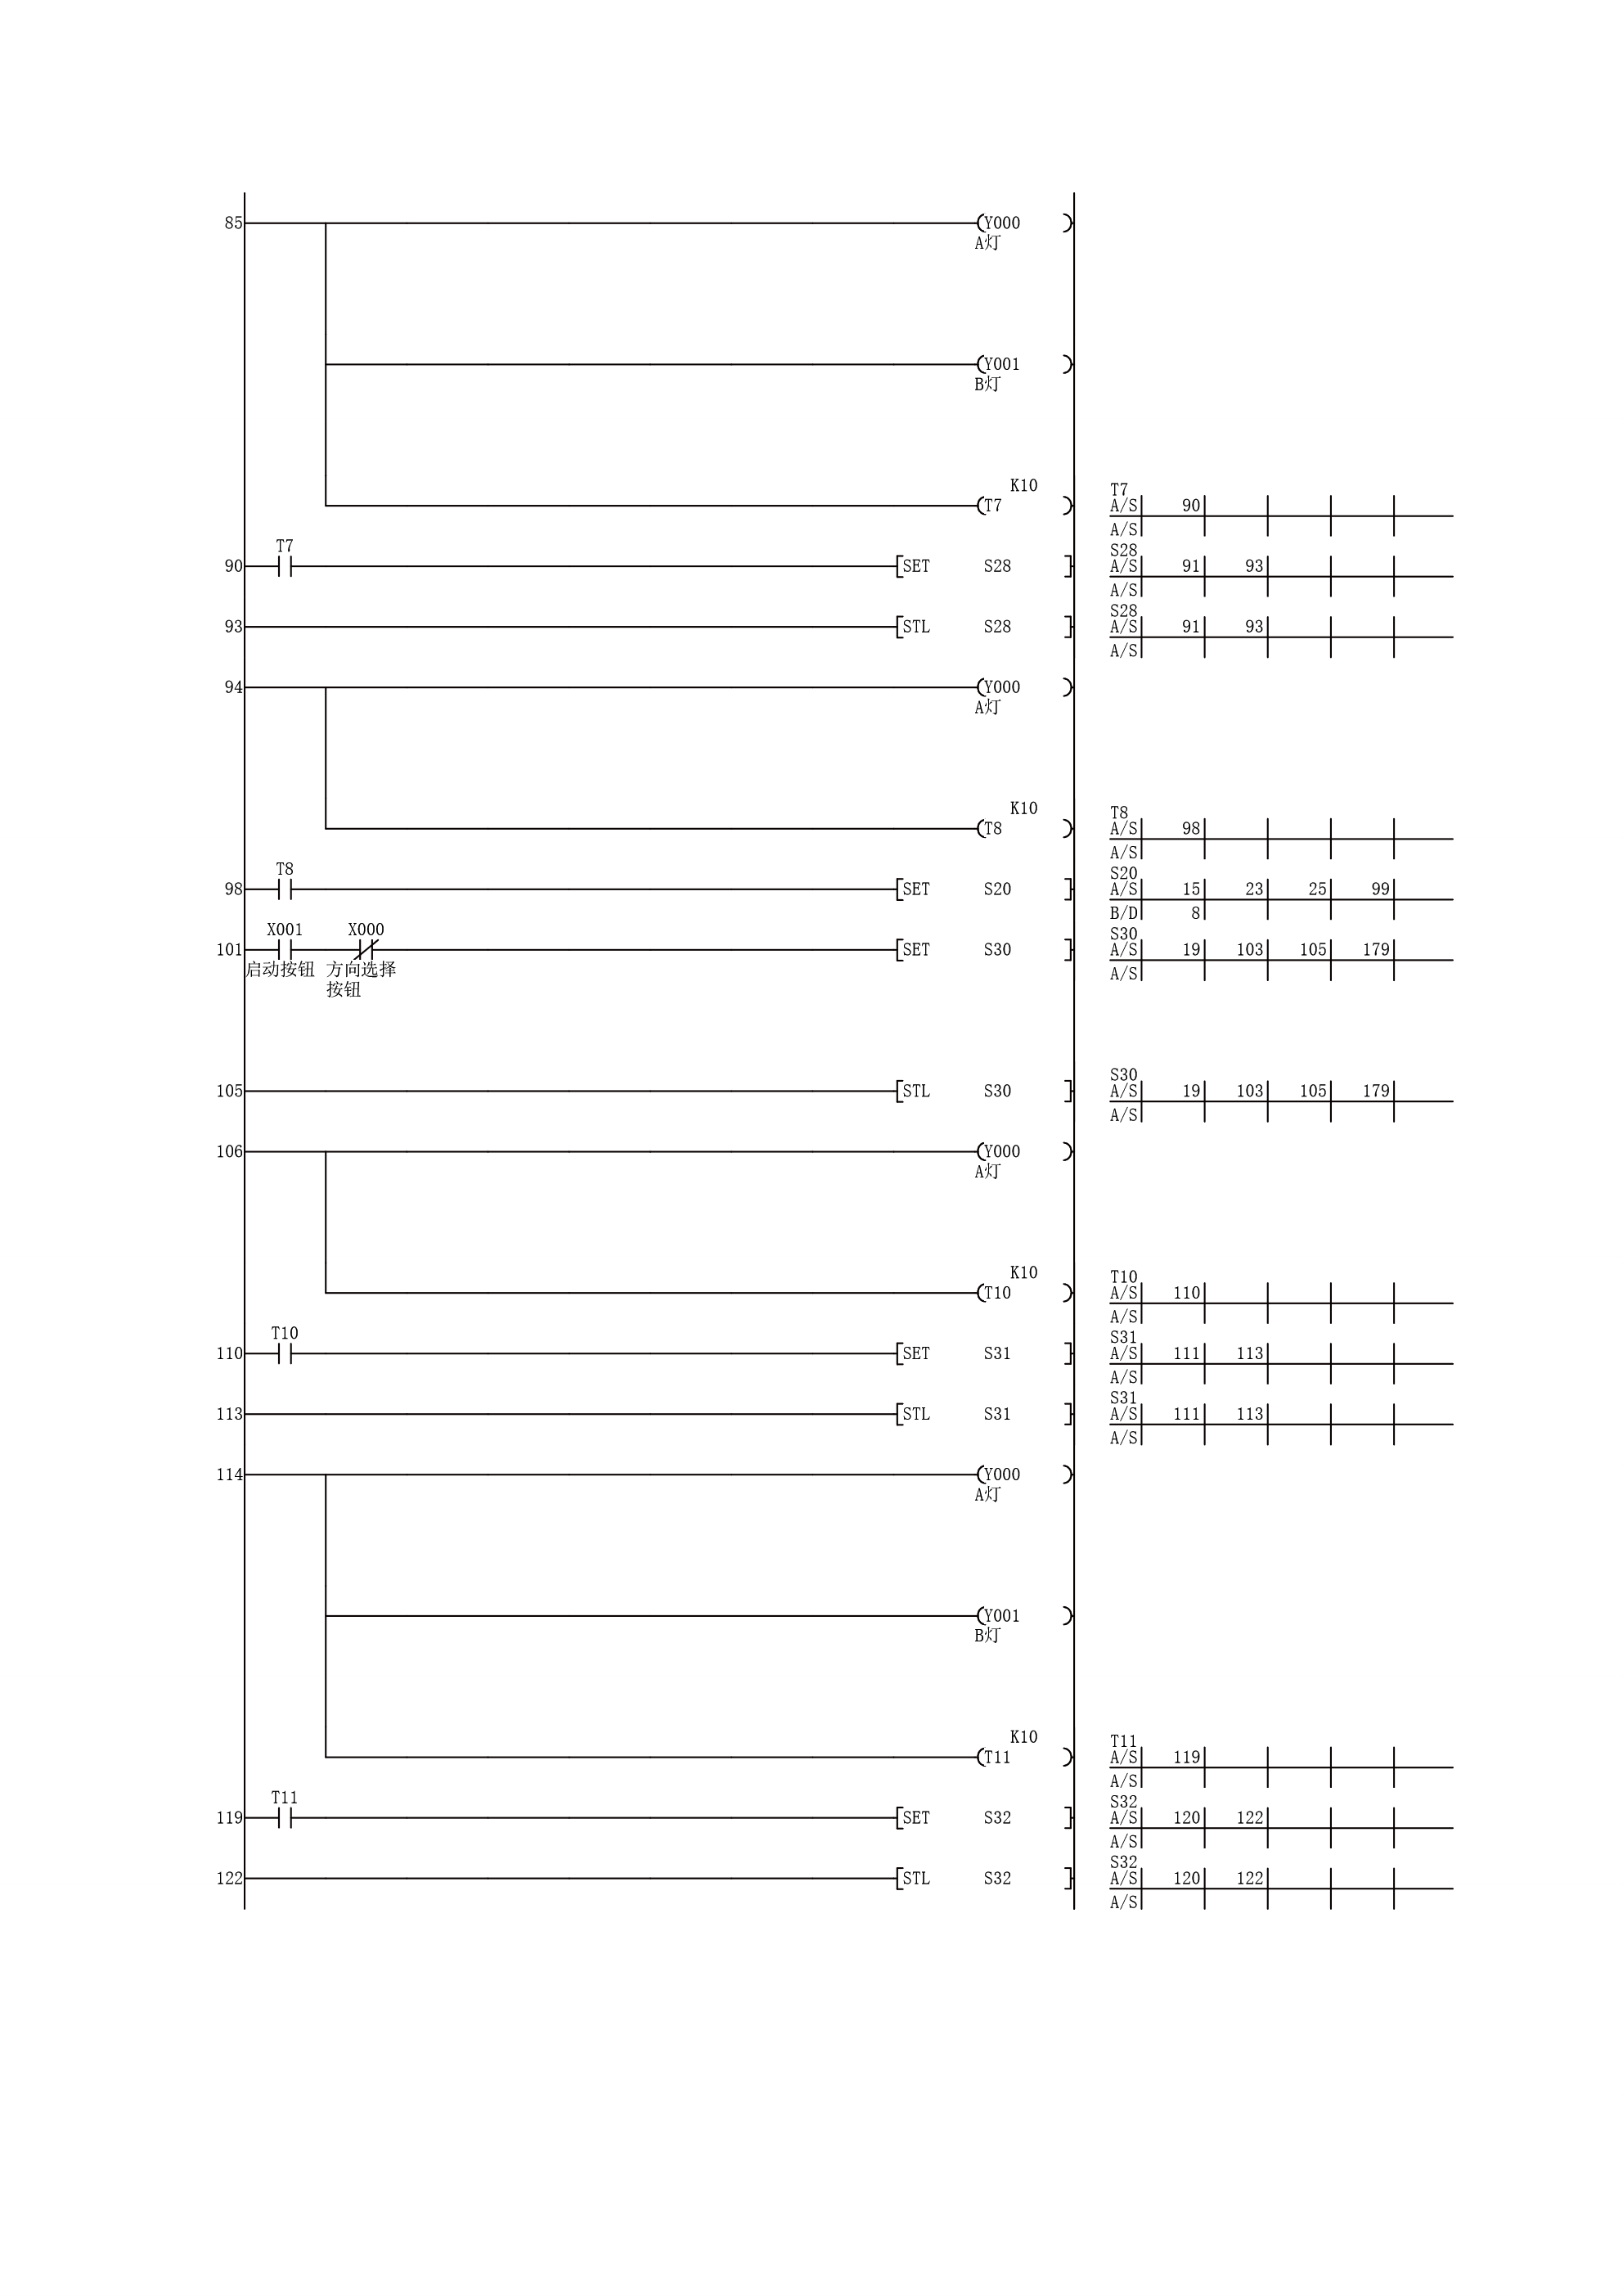 85 Y000
A灯
Y001
B灯
K10
T7
T7
A/S 90
A/S
T7
90 SET S28
S28
A/S 91 93
A/S
93 STL S28
S28
A/S 91 93
A/S
94 Y000
A灯
K10
T8
T8
A/S 98
A/S
T8
98 SET S20
S20
A/S 15 23 25 99
B/D 8
X001 X000
101 SET S30
启动按钮 方向选择
按钮
S30
A/S 19 103 105 179
A/S
105 STL S30
S30
A/S 19 103 105 179
A/S
106 Y000
A灯
K10
T10
T10
A/S 110
A/S
T10
110 SET S31
S31
A/S 111 113
A/S
113 STL S31
S31
A/S 111 113
A/S
114 Y000
A灯
Y001
B灯
K10
T11
T11
A/S 119
A/S
T11
119 SET S32
S32
A/S 120 122
A/S
122 STL S32
S32
A/S 120 122
A/S